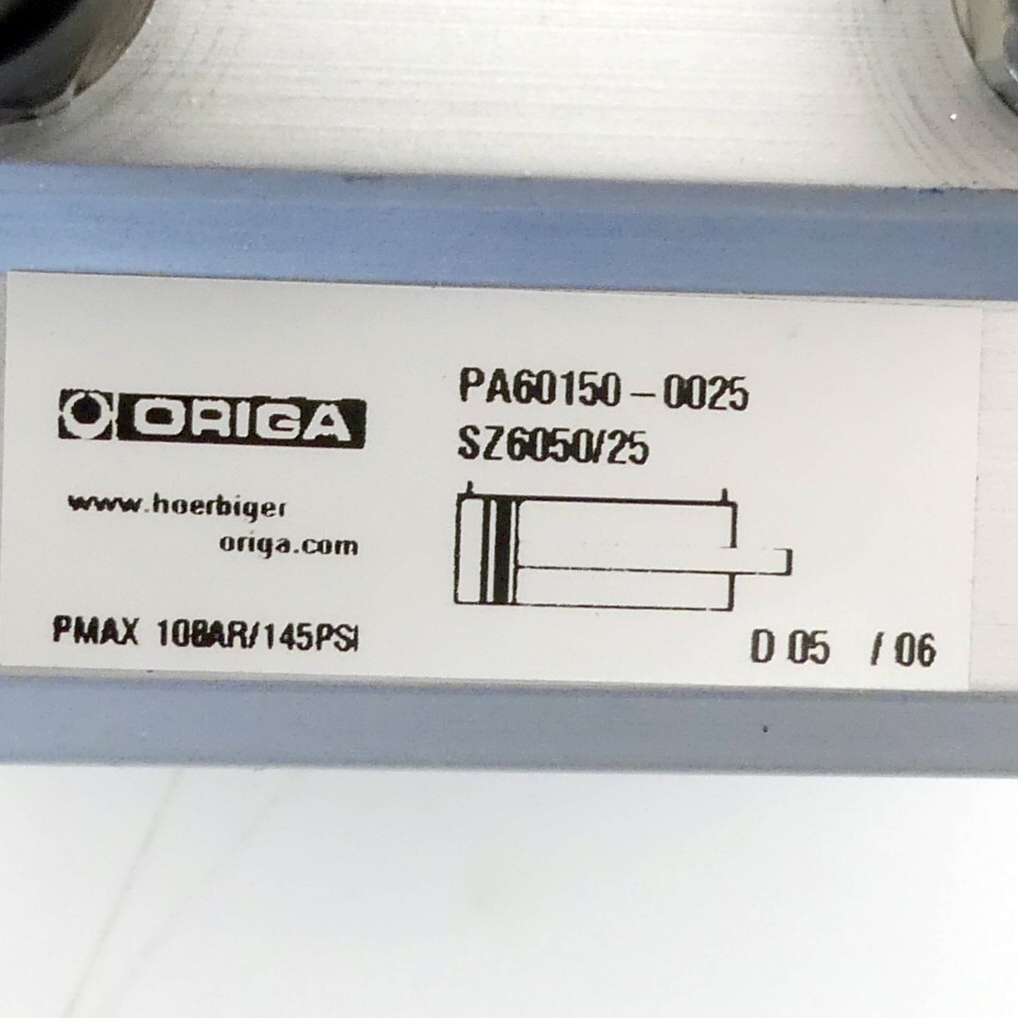 ORIGA
www.hoerbiger
origa.com
PMAX 10BAR/145PSI
PA60150-0025
SZ6050/25
D 05 / 06